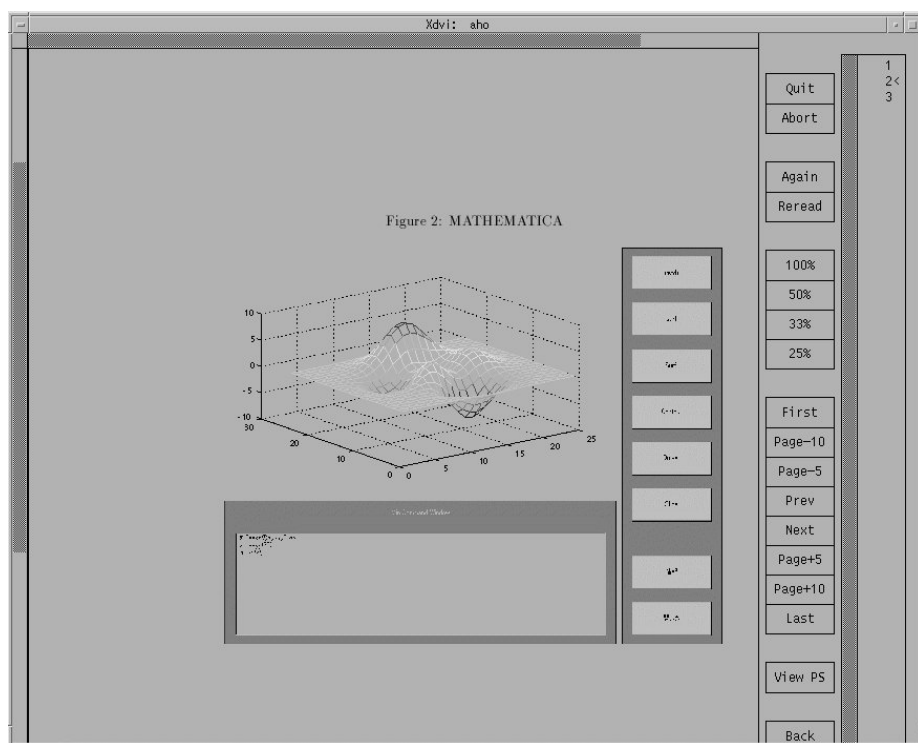 Xdvi: aho
1
2<
3
Quit
Abort
Again
Reread
100%
50%
33%
25%
First
Page-10
Page-5
Prev
Next
Page+5
Page+10
Last
View PS
Back
Figure 2: MATHEMATICA
10
5
0
-5
-10
30
20
10
0
0
5
10
15
20
25